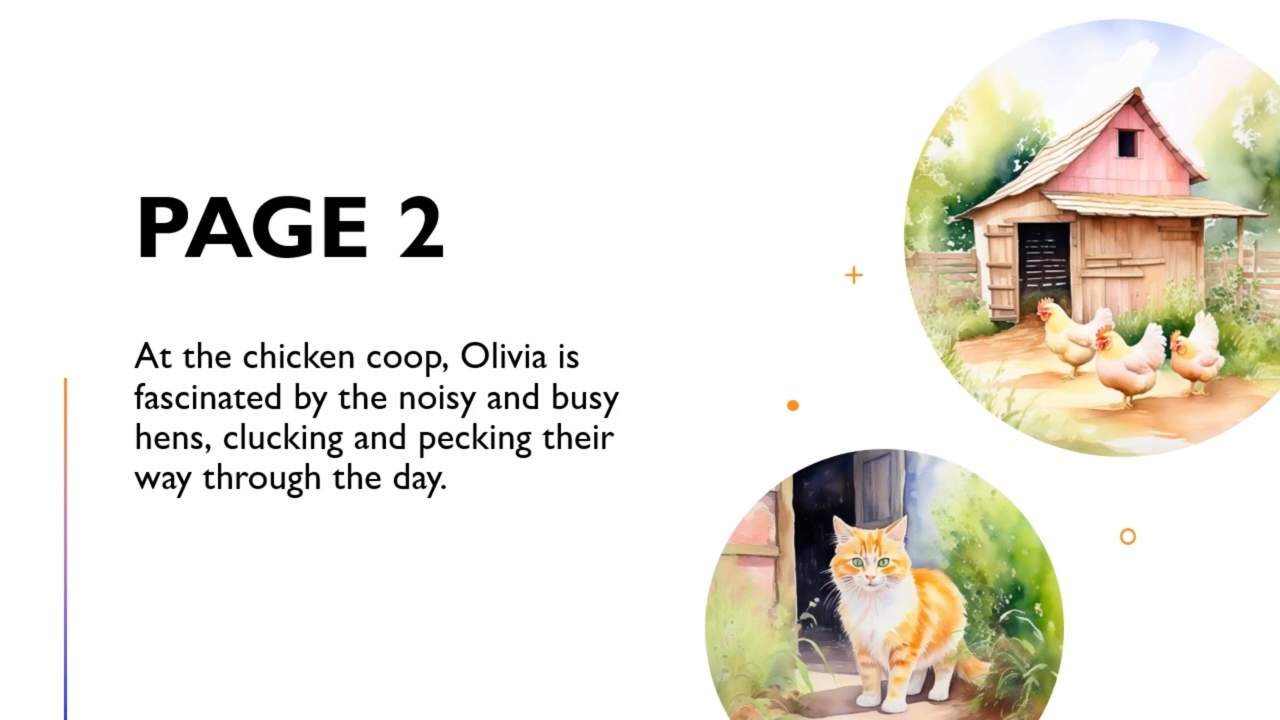 PAGE 2
At the chicken coop, Olivia is
fascinated by the noisy and busy
hens, clucking and pecking their
way through the day.